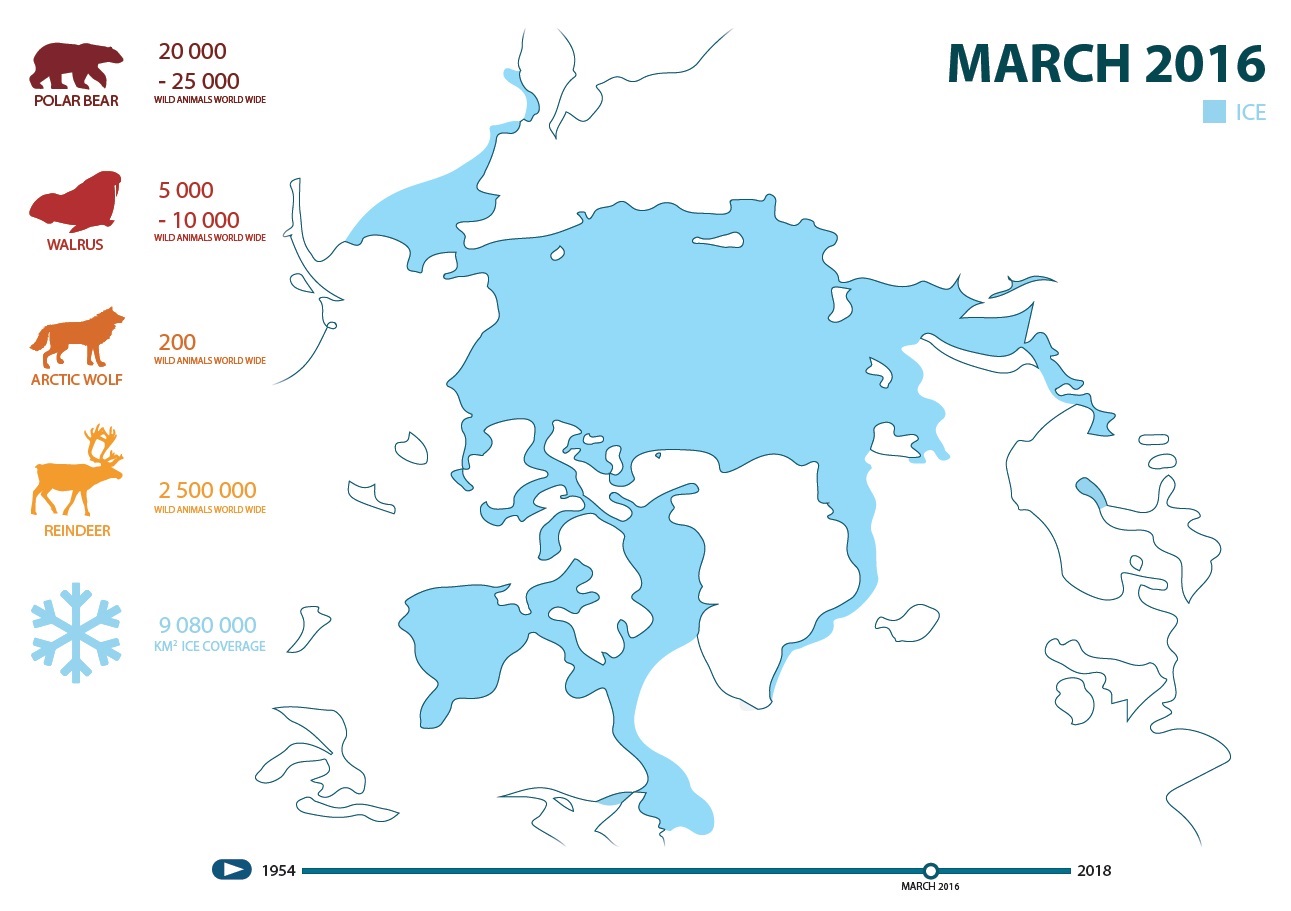 MARCH 2016
ICE
20 000
- 25 000
WILD ANIMALS WORLD WIDE
POLAR BEAR
5 000
- 10 000
WILD ANIMALS WORLD WIDE
WALRUS
200
WILD ANIMALS WORLD WIDE
ARCTIC WOLF
2 500 000
WILD ANIMALS WORLD WIDE
REINDEER
9 080 000
KM² ICE COVERAGE
1954
2018
MARCH 2016